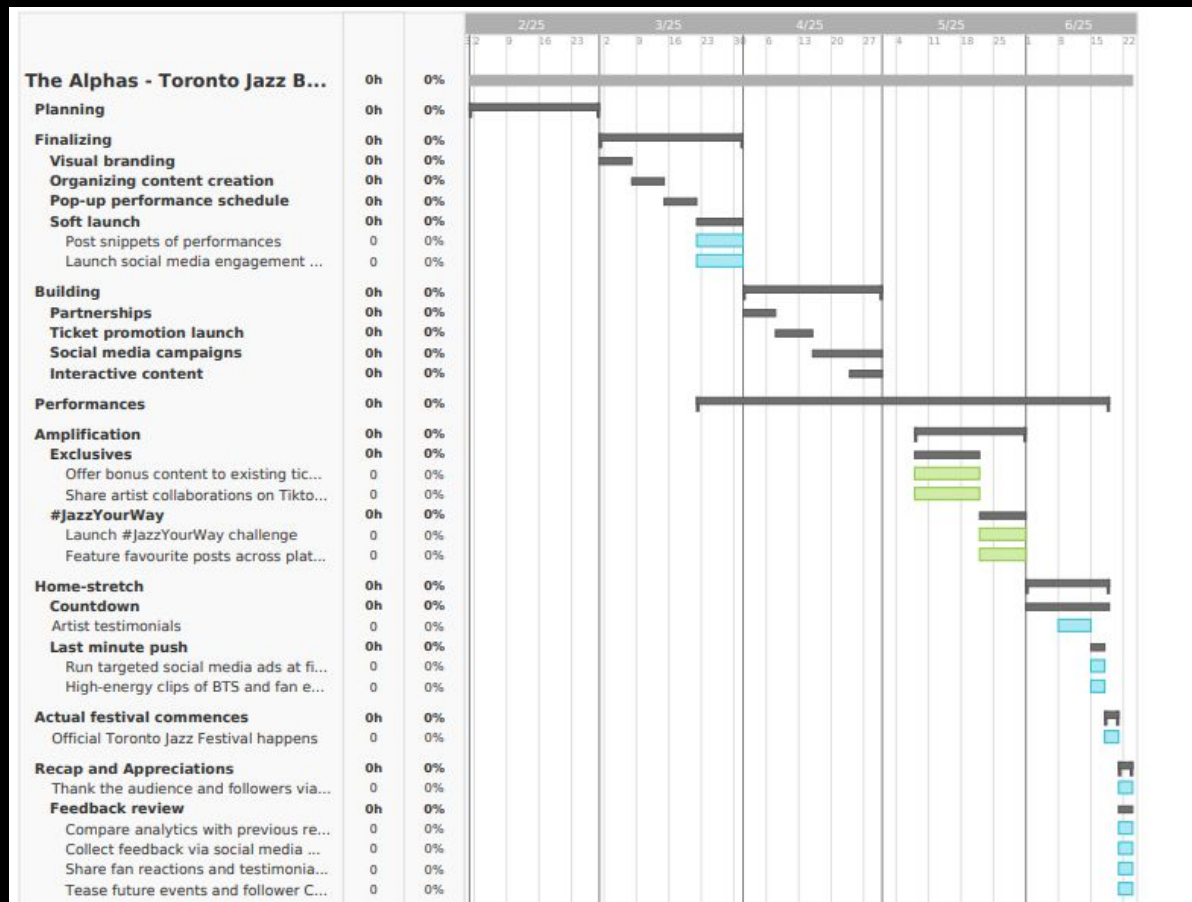 2/25 3/25 4/25 5/25 6/25
2 9 16 23 2 9 16 23 30 6 13 20 27 4 11 18 25 1 8 15 22
The Alphas - Toronto Jazz B... 0h 0%
Planning 0h 0%
Finalizing 0h 0%
Visual branding 0h 0%
Organizing content creation 0h 0%
Pop-up performance schedule 0h 0%
Soft launch 0h 0%
Post snippets of performances 0 0%
Launch social media engagement ... 0 0%
Building 0h 0%
Partnerships 0h 0%
Ticket promotion launch 0h 0%
Social media campaigns 0h 0%
Interactive content 0h 0%
Performances 0h 0%
Amplification 0h 0%
Exclusives 0h 0%
Offer bonus content to existing tic... 0 0%
Share artist collaborations on Tikto... 0 0%
#JazzYourWay 0h 0%
Launch #JazzYourWay challenge 0 0%
Feature favourite posts across plat... 0 0%
Home-stretch 0h 0%
Countdown 0h 0%
Artist testimonials 0 0%
Last minute push 0h 0%
Run targeted social media ads at fi... 0 0%
High-energy clips of BTS and fan e... 0 0%
Actual festival commences 0h 0%
Official Toronto Jazz Festival happens 0 0%
Recap and Appreciations 0h 0%
Thank the audience and followers via... 0 0%
Feedback review 0h 0%
Compare analytics with previous re... 0 0%
Collect feedback via social media ... 0 0%
Share fan reactions and testimonia... 0 0%
Tease future events and follower C... 0 0%